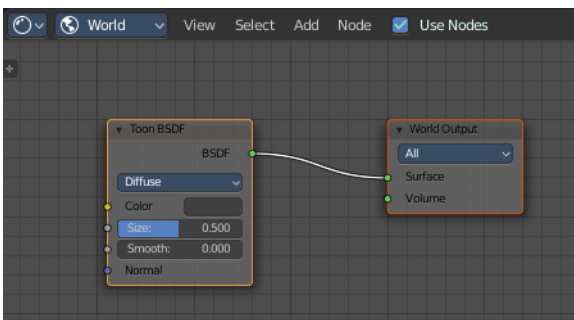 World View Select Add Node Use Nodes
Toon BSDF
BSDF
Diffuse
Color
Size: 0.500
Smooth: 0.000
Normal
World Output
All
Surface
Volume